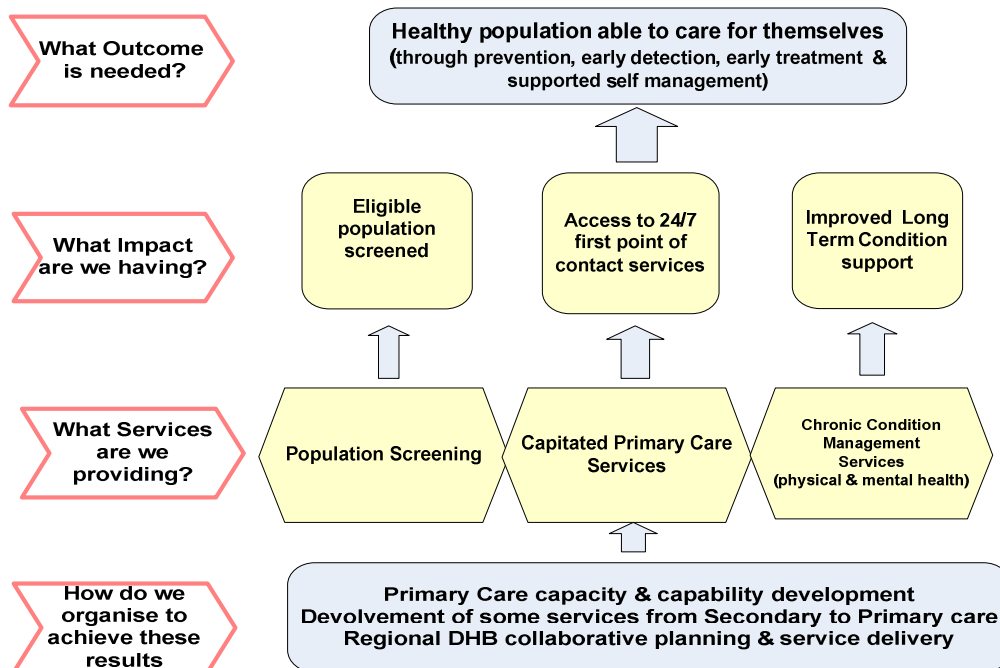 What Outcome
is needed?
Healthy population able to care for themselves
(through prevention, early detection, early treatment &
supported self management)
What Impact
are we having?
Eligible
population
screened
Access to 24/7
first point of
contact services
Improved Long
Term Condition
support
What Services
are we
providing?
Population Screening
Capitated Primary Care
Services
Chronic Condition
Management
Services
(physical & mental health)
How do we
organise to
achieve these
results
Primary Care capacity & capability development
Devolvement of some services from Secondary to Primary care
Regional DHB collaborative planning & service delivery